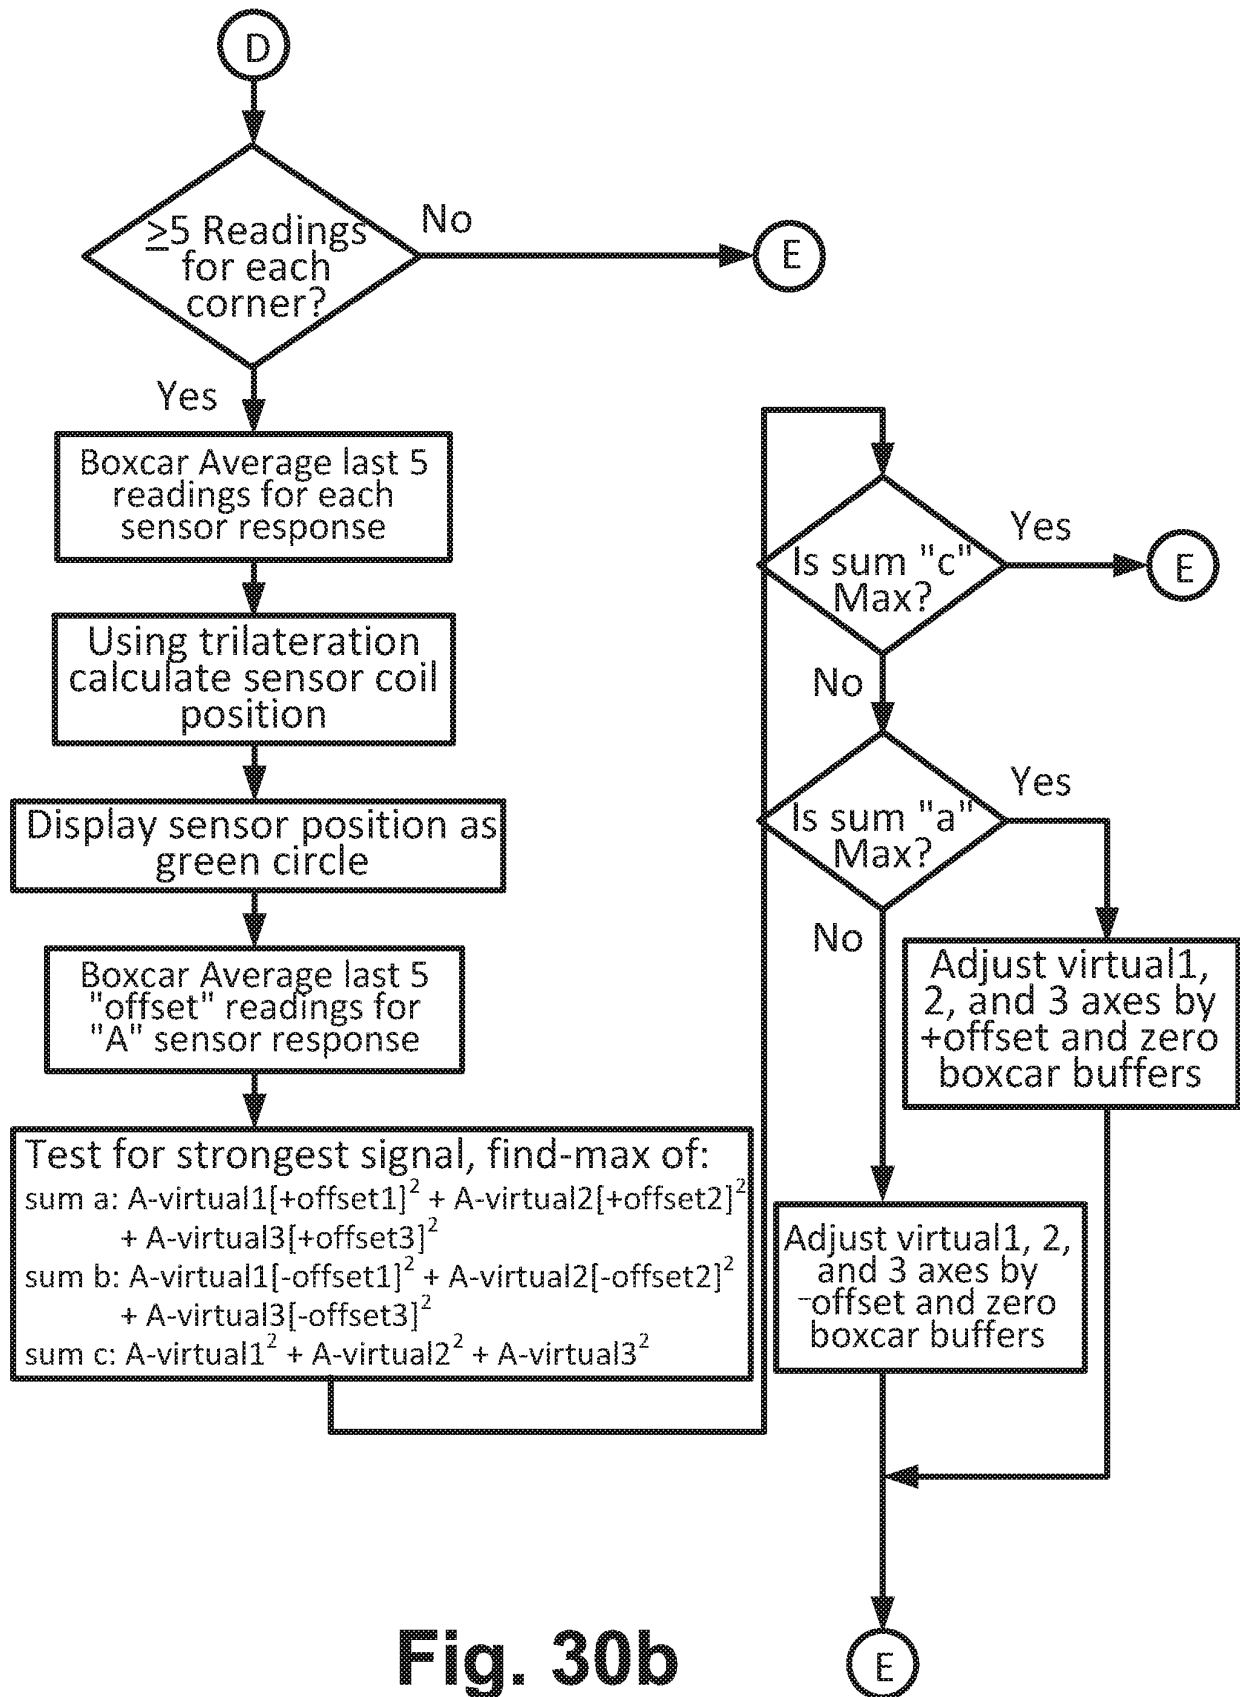 D
≥5 Readings
for each
corner?
No
E
Yes
Boxcar Average last 5
readings for each
sensor response
Using trilateration
calculate sensor coil
position
Display sensor position as
green circle
Boxcar Average last 5
"offset" readings for
"A" sensor response
Test for strongest signal, find-max of:
sum a: A-virtual1[+offset1]² + A-virtual2[+offset2]²
+ A-virtual3[+offset3]²
sum b: A-virtual1[-offset1]² + A-virtual2[-offset2]²
+ A-virtual3[-offset3]²
sum c: A-virtual1² + A-virtual2² + A-virtual3²
Is sum "c"
Max?
Yes
E
No
Is sum "a"
Max?
Yes
No
Adjust virtual1,
2, and 3 axes by
+offset and zero
boxcar buffers
Adjust virtual1, 2,
and 3 axes by
-offset and zero
boxcar buffers
E
Fig. 30b